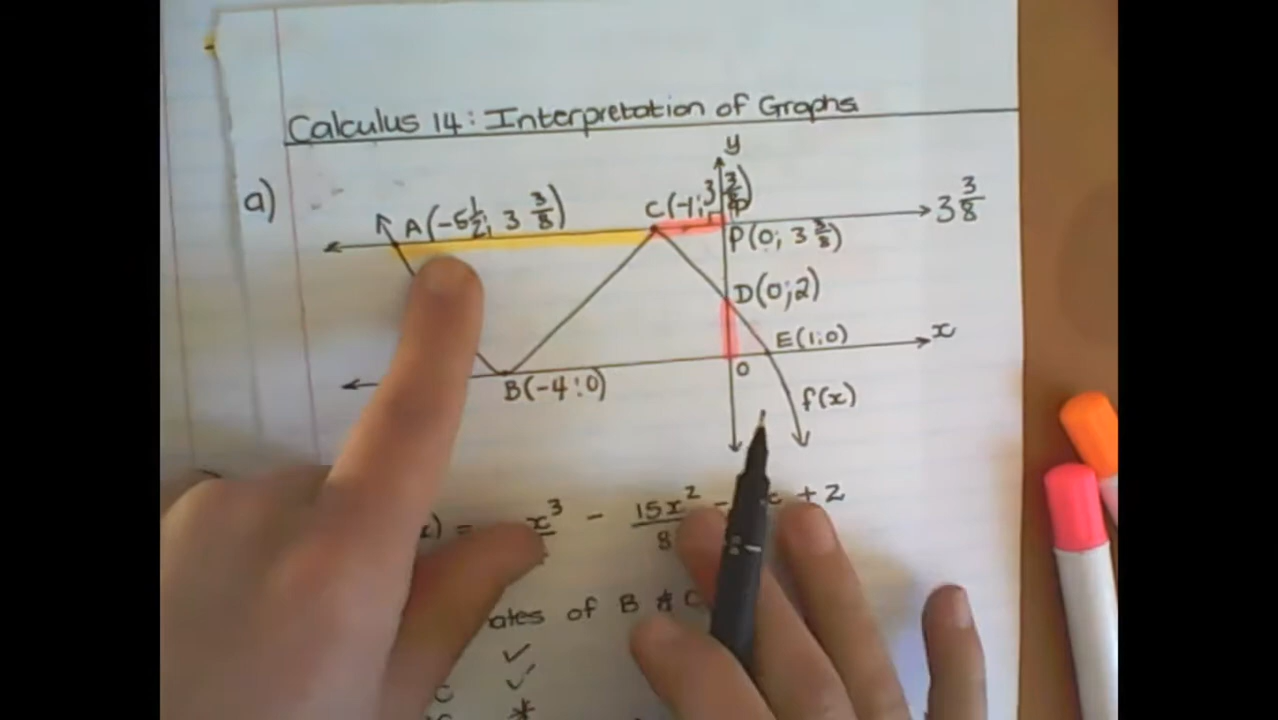 Calculus 14: Interpretation of Graphs
a)
y
A(-5½; 3 3/8)
C(-1; 3 3/8)
3 3/8
P(0; 3 3/8)
D(0;2)
E(1;0)
x
0
B(-4;0)
f(x)
x³ - 15x²/8 - + 2
of B & C